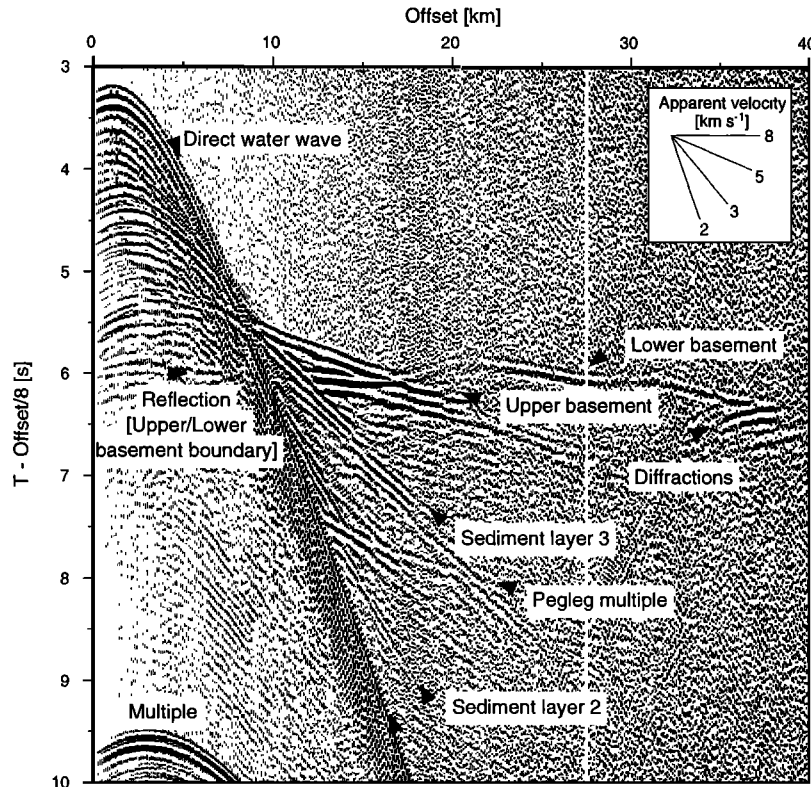 Offset [km]
0 10 20 30 40
3
4
5
6
7
8
9
10
T - Offset/8 [s]
Apparent velocity
[km s⁻¹]
8
5
3
2
Direct water wave
Lower basement
Reflection
[Upper/Lower
basement boundary]
Upper basement
Diffractions
Sediment layer 3
Pegleg multiple
Sediment layer 2
Multiple